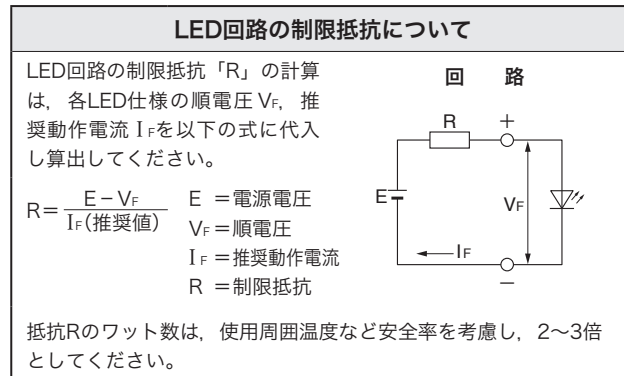 LED回路の制限抵抗について
LED回路の制限抵抗「R」の計算
は，各LED仕様の順電圧 VF，推
奨動作電流 IFを以下の式に代入
し算出してください。
R＝E－VF／IF(推奨値)
E ＝電源電圧
VF＝順電圧
IF ＝推奨動作電流
R ＝制限抵抗
回　路
R
＋
E
VF
IF
－
抵抗Rのワット数は，使用周囲温度など安全率を考慮し，2～3倍
としてください。